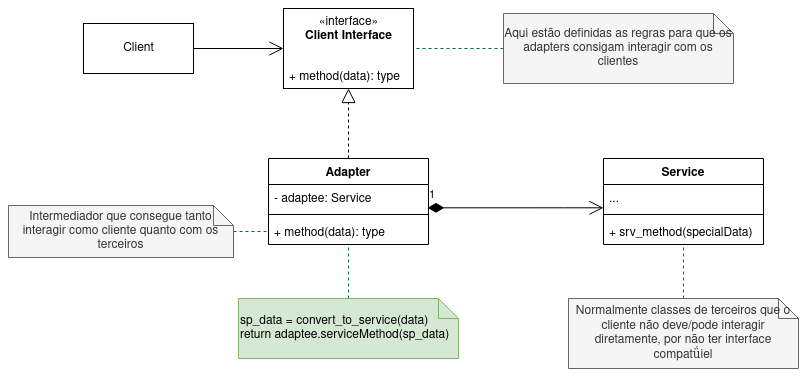 «interface»
Client Interface
+ method(data): type
Client
Aqui estão definidas as regras para que os
adapters consigam interagir com os
clientes
Adapter
- adaptee: Service
+ method(data): type
1
Service
...
+ srv_method(specialData)
Intermediador que consegue tanto
interagir como cliente quanto com os
terceiros
sp_data = convert_to_service(data)
return adaptee.serviceMethod(sp_data)
Normalmente classes de terceiros que o
cliente não deve/pode interagir
diretamente, por não ter interface